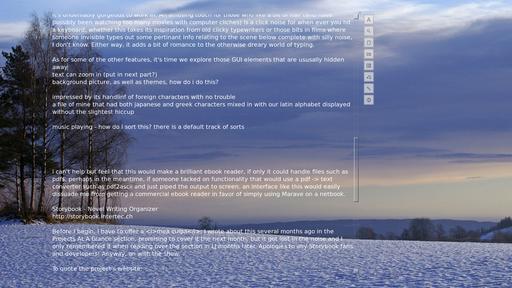 it's undeniably gorgeous to work in. An amusing touch for those who like a bit of flair (and have
possibly been watching too many movies with computer cliches) is a click noise for when ever you hit
a keyboard, whether this takes its inspiration from old clicky typewriters or those bits in films where
someone invisible types out some pertinant info relating to the scene below complete with silly noise,
I don't know. Either way, it adds a bit of romance to the otherwise dreary world of typing.
As for some of the other features, it's time we explore those GUI elements that are ususally hidden
away:
text can zoom in (put in next part?)
background picture, as well as themes. how do i do this?
impressed by its handlinf of foreign characters with no trouble
a file of mine that had both japanese and greek characters mixed in with our latin alphabet displayed
without the slightest hiccup
music playing - how do I sort this? there is a default track of sorts
I can't help but feel that this would make a brilliant ebook reader, if only it could handle files such as
pdfs, perhaps in the meantime, if someone tacked on functionality that would use a pdf -> text
converter such as pdf2ascii and just piped the output to screen, an interface like this would easily
dissuade me from getting a commercial ebook reader in favor of simply using Marave on a netbook.
Storybook - Novel Writing Organizer
http://storybook.intertec.ch
Before I begin, I have to offer a <i>mea culpa</i>. I wrote about this several months ago in the
Projects At A Glance section, promising to cover it the next month, but it got lost in the noise and I
only remembered it when reading over the section in LJ months later. Apologies to any Storybook fans
and developers! Anyway, on with the show.
To quote the project's website: